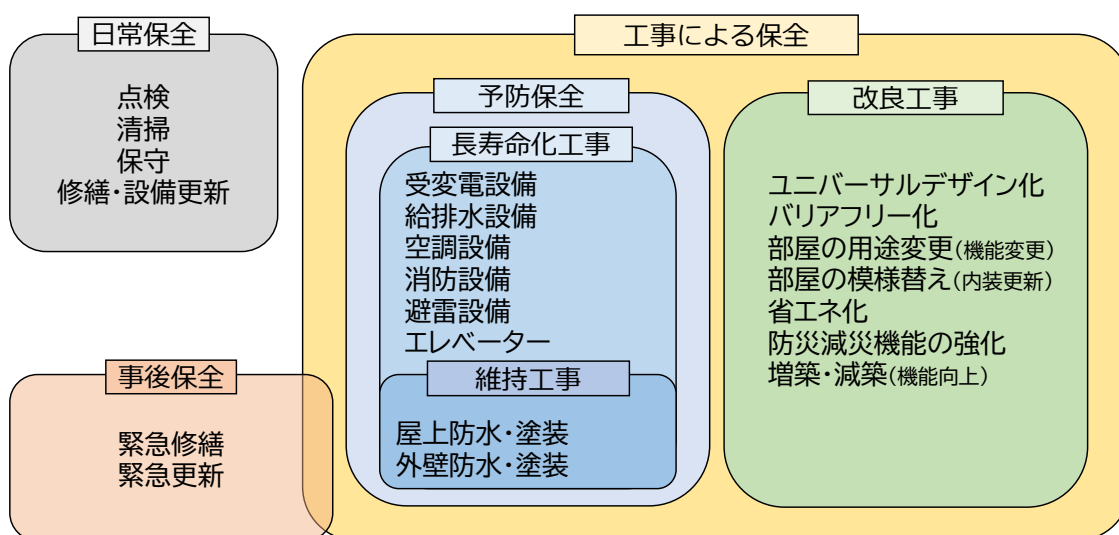 日常保全
点検
清掃
保守
修繕・設備更新
工事による保全
予防保全
長寿命化工事
受変電設備
給排水設備
空調設備
消防設備
避雷設備
エレベーター
維持工事
屋上防水・塗装
外壁防水・塗装
改良工事
ユニバーサルデザイン化
バリアフリー化
部屋の用途変更(機能変更)
部屋の模様替え(内装更新)
省エネ化
防災減災機能の強化
増築・減築(機能向上)
事後保全
緊急修繕
緊急更新